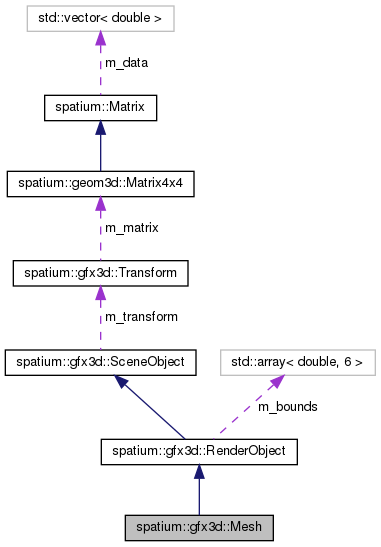 std::vector< double >
m_data
spatium::Matrix
spatium::geom3d::Matrix4x4
m_matrix
spatium::gfx3d::Transform
m_transform
spatium::gfx3d::SceneObject
std::array< double, 6 >
m_bounds
spatium::gfx3d::RenderObject
spatium::gfx3d::Mesh